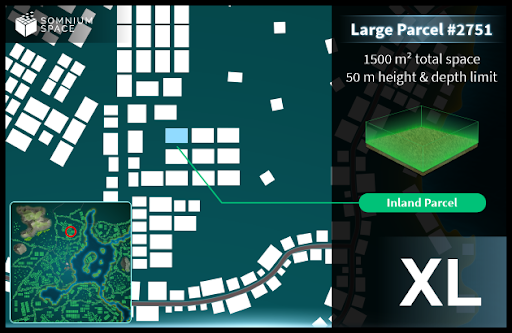 SOMNIUM
SPACE
Large Parcel #2751
1500 m² total space
50 m height & depth limit
Inland Parcel
XL